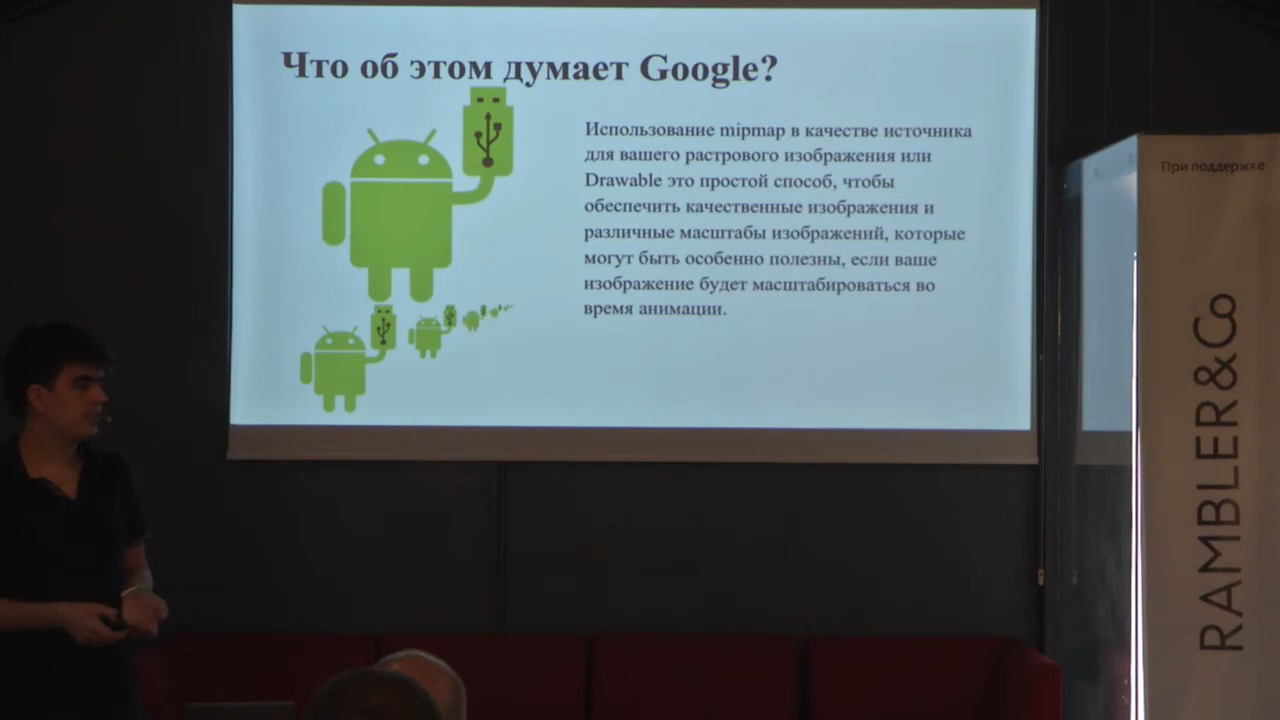 Что об этом думает Google?
Использование mipmap в качестве источника
для вашего растрового изображения или
Drawable это простой способ, чтобы
обеспечить качественные изображения и
различные масштабы изображений, которые
могут быть особенно полезны, если ваше
изображение будет масштабироваться во
время анимации.
При поддержке
RAMBLER&Co